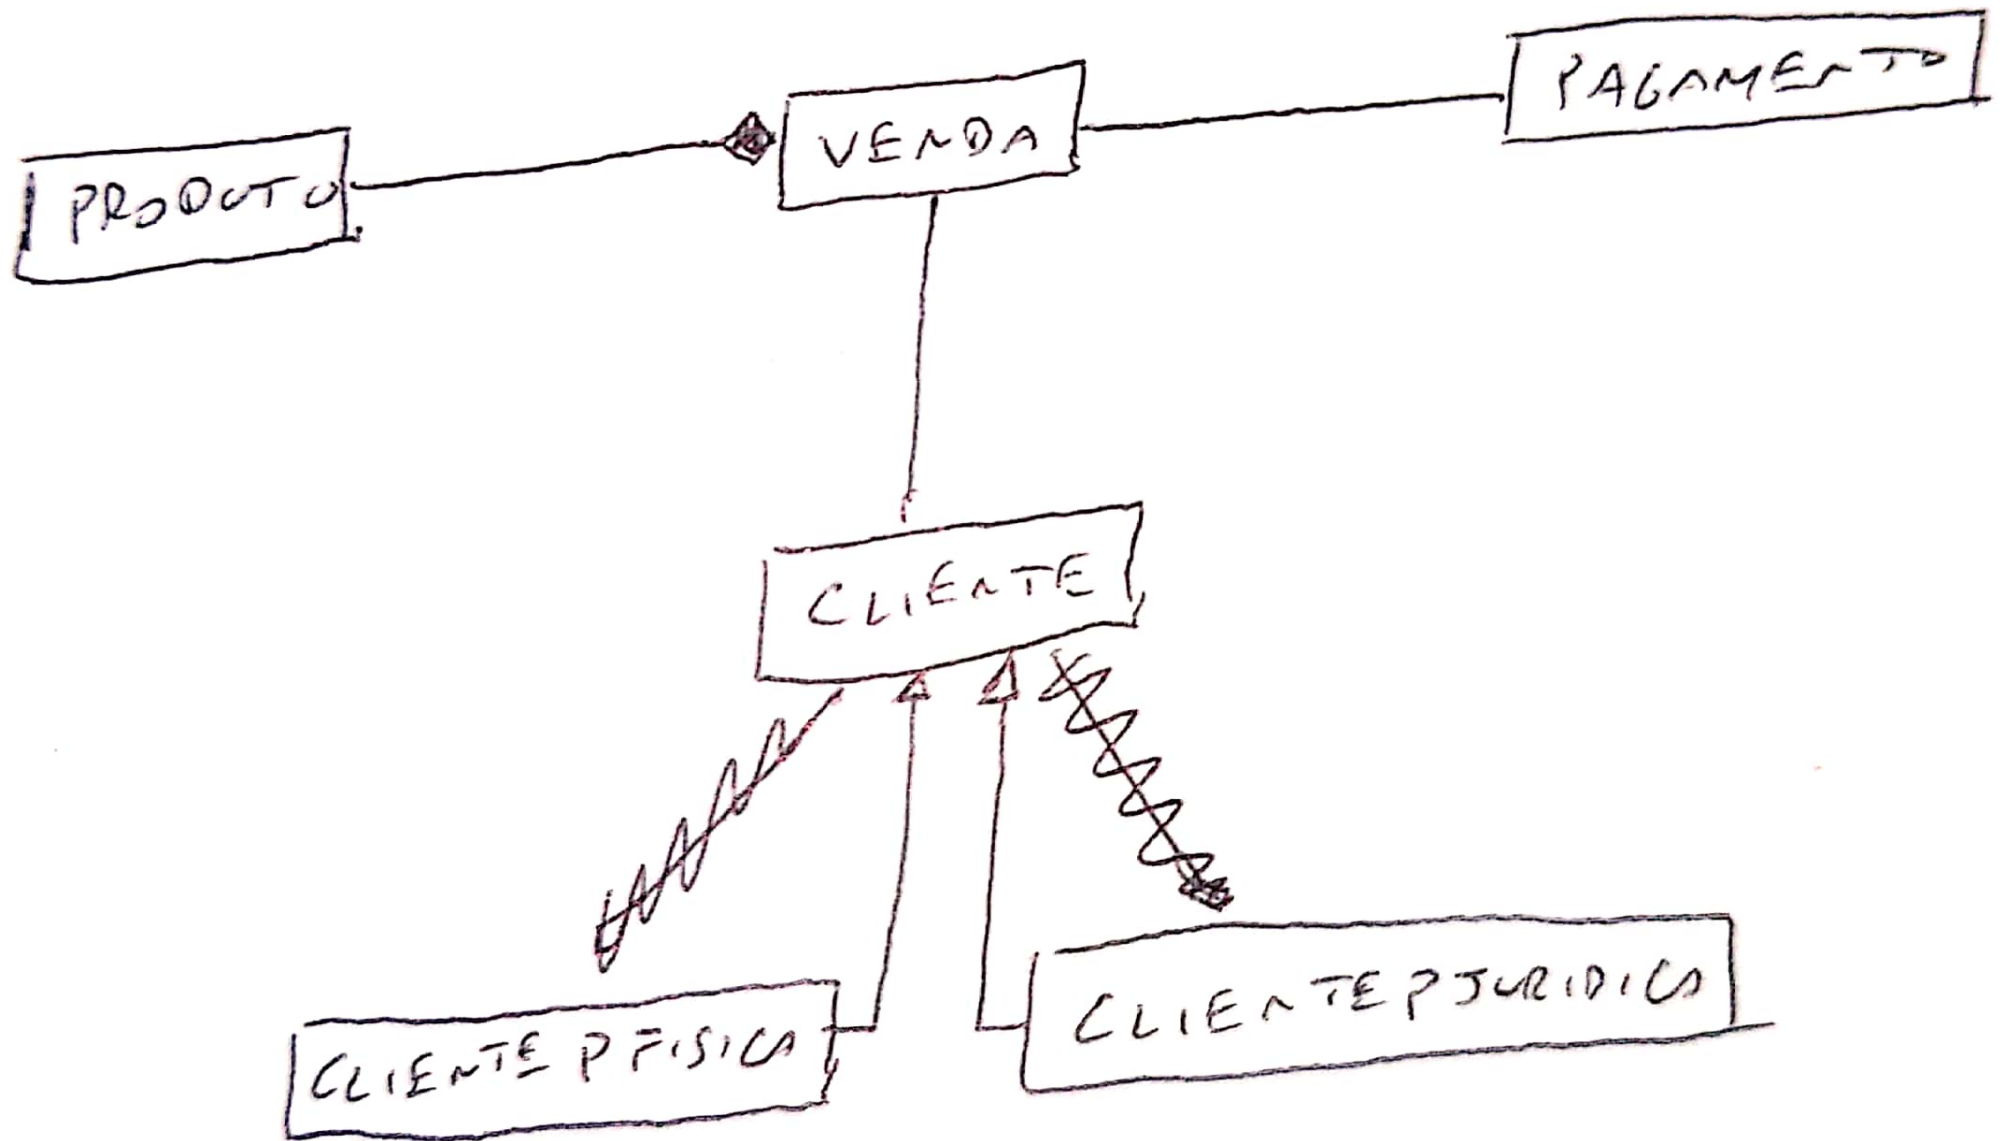 PAGAMENTO
VENDA
PRODUTO
CLIENTE
CLIENTE P FISICA
CLIENTE P JURIDICA